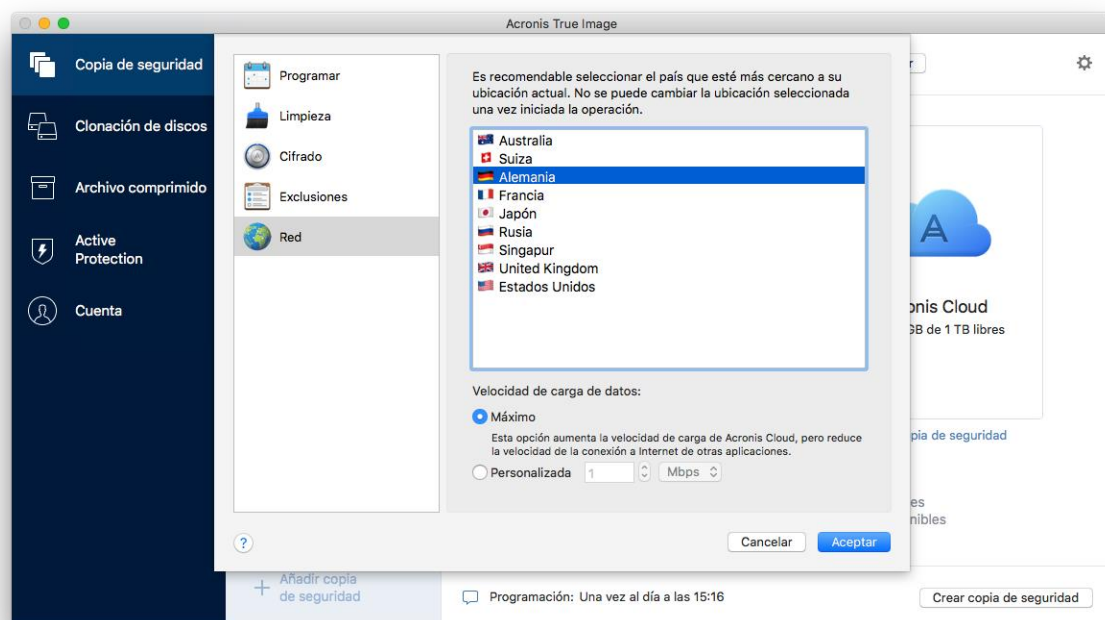 Acronis True Image
Copia de seguridad
Clonación de discos
Archivo comprimido
Active
Protection
Cuenta
Programar
Limpieza
Cifrado
Exclusiones
Red
Es recomendable seleccionar el país que esté más cercano a su
ubicación actual. No se puede cambiar la ubicación seleccionada
una vez iniciada la operación.
Australia
Suiza
Alemania
Francia
Japón
Rusia
Singapur
United Kingdom
Estados Unidos
Velocidad de carga de datos:
Máximo
Esta opción aumenta la velocidad de carga de Acronis Cloud, pero reduce
la velocidad de la conexión a Internet de otras aplicaciones.
Personalizada 1 Mbps
?
Cancelar Aceptar
Cloud
GB de 1 TB libres
de seguridad
Añadir copia
de seguridad
Programación: Una vez al día a las 15:16
Crear copia de seguridad